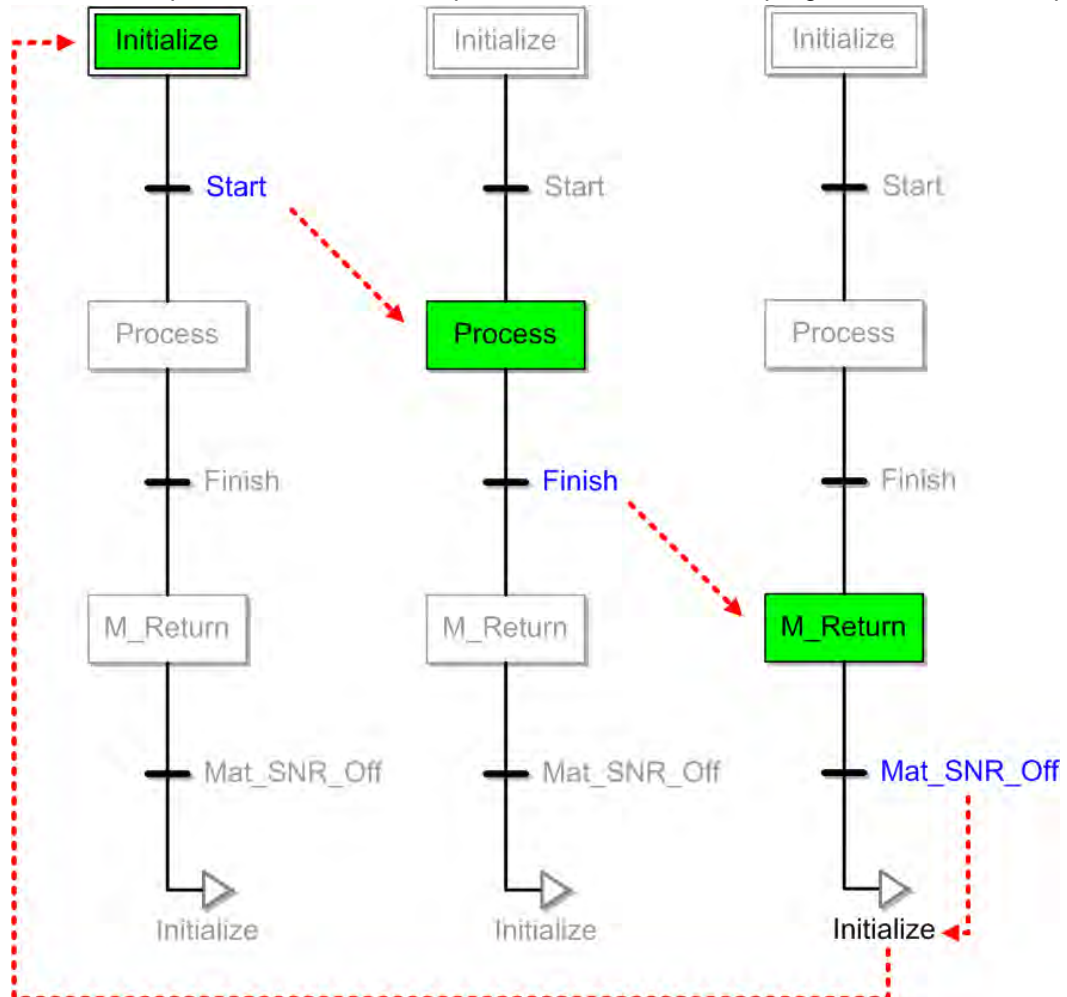 Initialize
Initialize
Initialize
Start
Start
Start
Process
Process
Process
Finish
Finish
Finish
M_Return
M_Return
M_Return
Mat_SNR_Off
Mat_SNR_Off
Mat_SNR_Off
Initialize
Initialize
Initialize